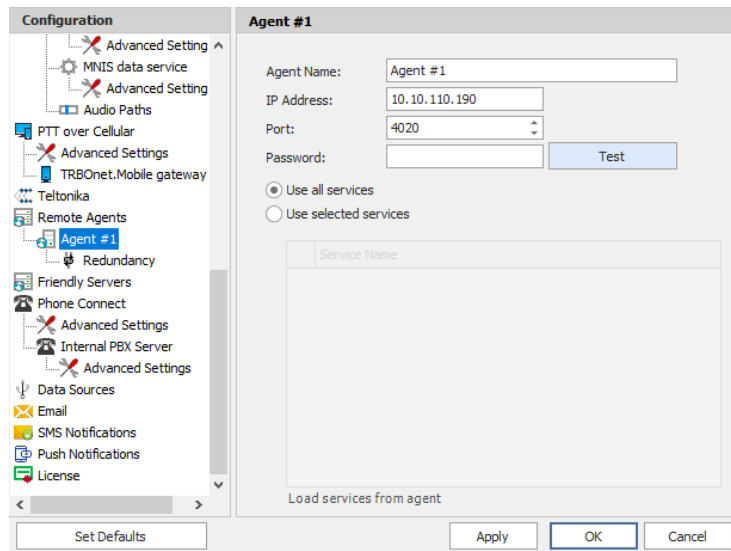 Configuration
Advanced Setting
MNIS data service
Advanced Setting
Audio Paths
PTT over Cellular
Advanced Settings
TRBOnet.Mobile gateway
Teltonika
Remote Agents
Agent #1
Redundancy
Friendly Servers
Phone Connect
Advanced Settings
Internal PBX Server
Advanced Settings
Data Sources
Email
SMS Notifications
Push Notifications
License
Set Defaults
Agent #1
Agent Name: Agent #1
IP Address: 10.10.110.190
Port: 4020
Password: Test
Use all services
Use selected services
Service Name
Load services from agent
Apply OK Cancel